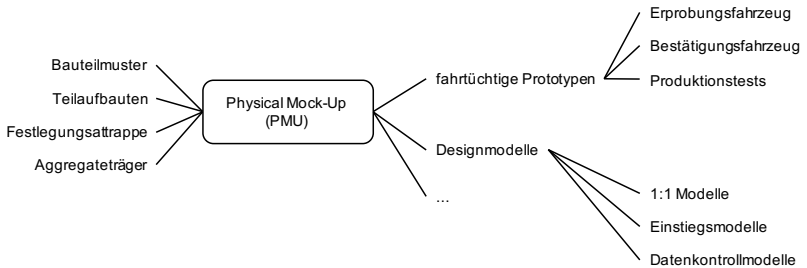 Bauteilmuster
Teilaufbauten
Festlegungsattrappe
Aggregateträger
Physical Mock-Up
(PMU)
fahrtüchtige Prototypen
Designmodelle
...
Erprobungsfahrzeug
Bestätigungsfahrzeug
Produktionstests
1:1 Modelle
Einstiegsmodelle
Datenkontrollmodelle